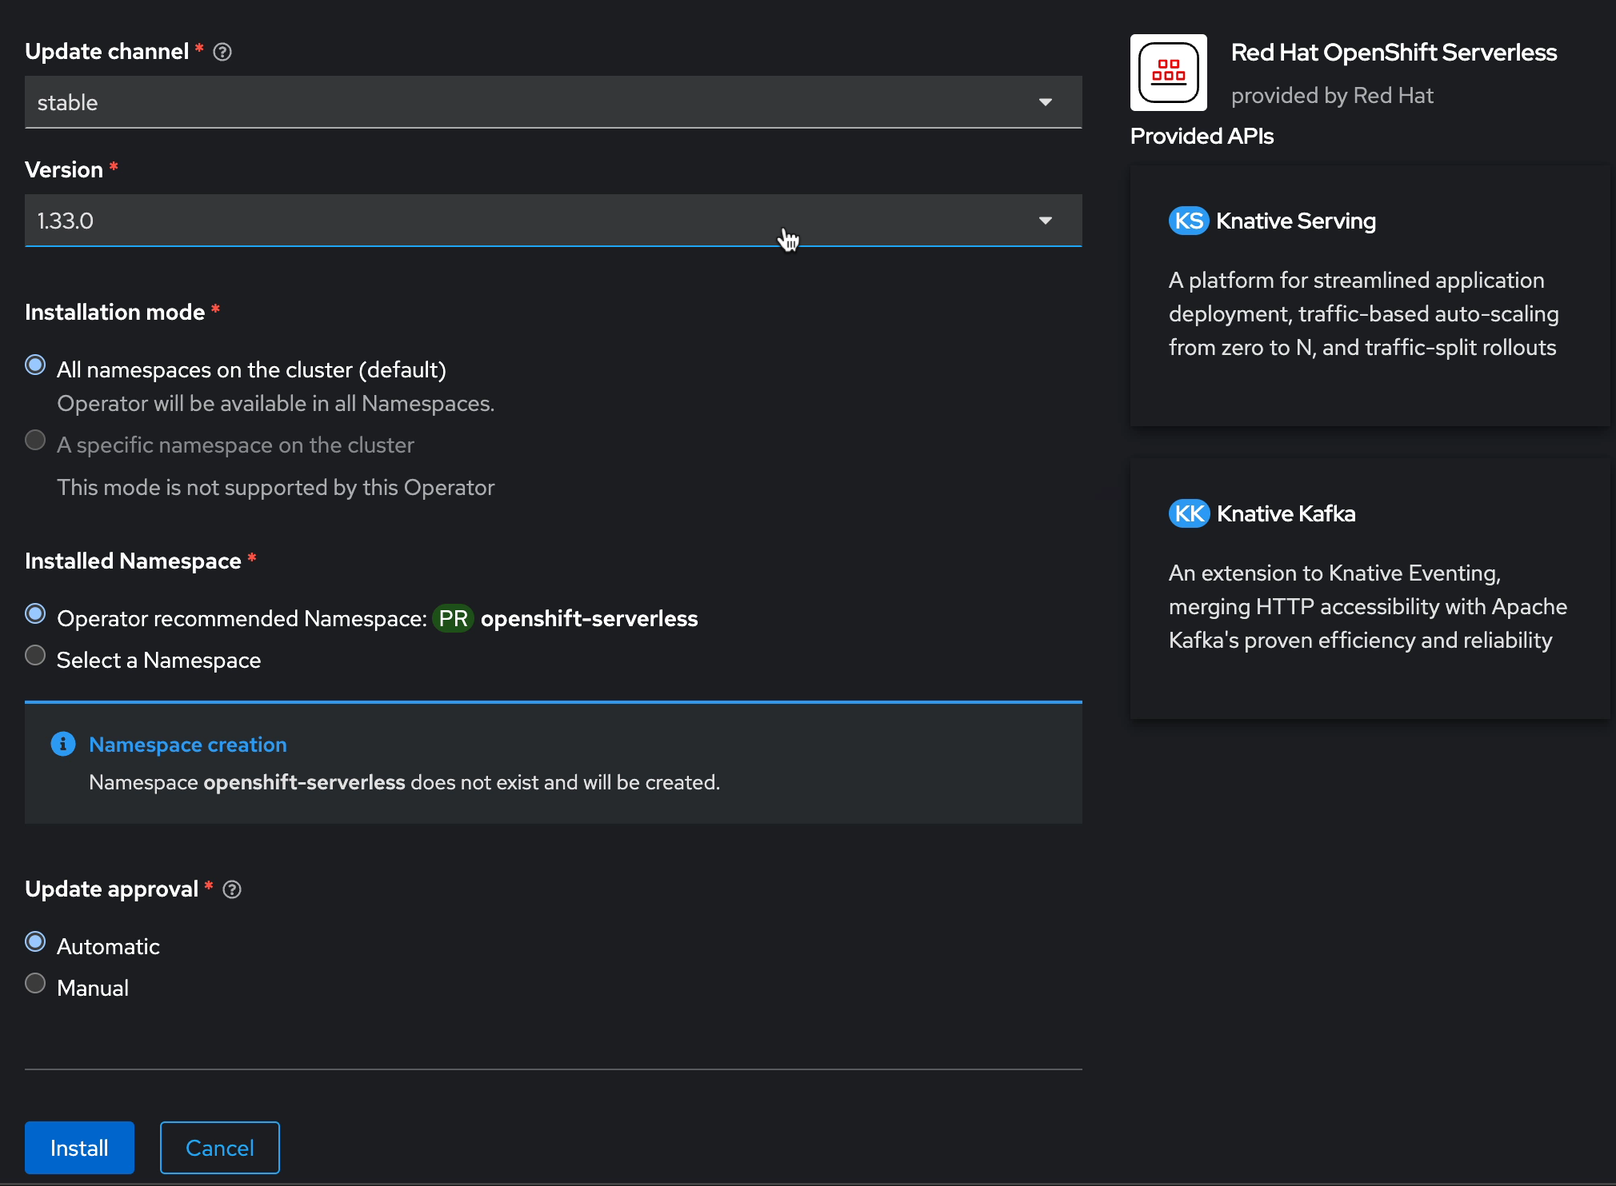 Update channel *
stable
Version *
1.33.0
Installation mode *
All namespaces on the cluster (default)
Operator will be available in all Namespaces.
A specific namespace on the cluster
This mode is not supported by this Operator
Installed Namespace *
Operator recommended Namespace: PR openshift-serverless
Select a Namespace
Namespace creation
Namespace openshift-serverless does not exist and will be created.
Update approval *
Automatic
Manual
Install
Cancel
Red Hat OpenShift Serverless
provided by Red Hat
Provided APIs
KS Knative Serving
A platform for streamlined application
deployment, traffic-based auto-scaling
from zero to N, and traffic-split rollouts
KK Knative Kafka
An extension to Knative Eventing,
merging HTTP accessibility with Apache
Kafka's proven efficiency and reliability